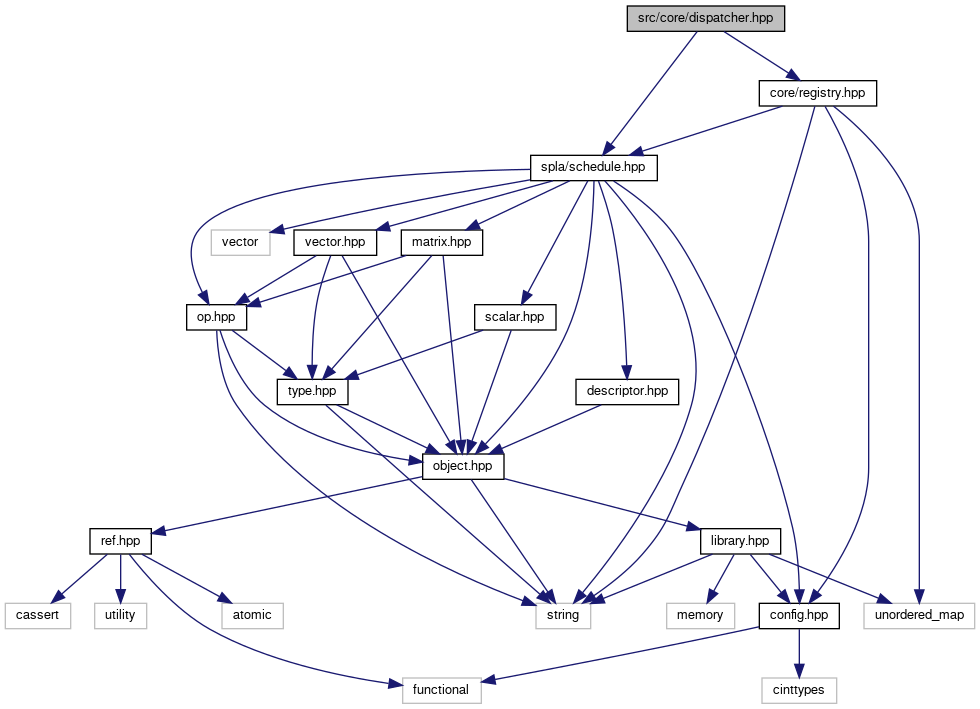 src/core/dispatcher.hpp
core/registry.hpp
spla/schedule.hpp
vector
vector.hpp
matrix.hpp
op.hpp
scalar.hpp
type.hpp
descriptor.hpp
object.hpp
ref.hpp
library.hpp
cassert
utility
atomic
string
memory
config.hpp
unordered_map
functional
cinttypes